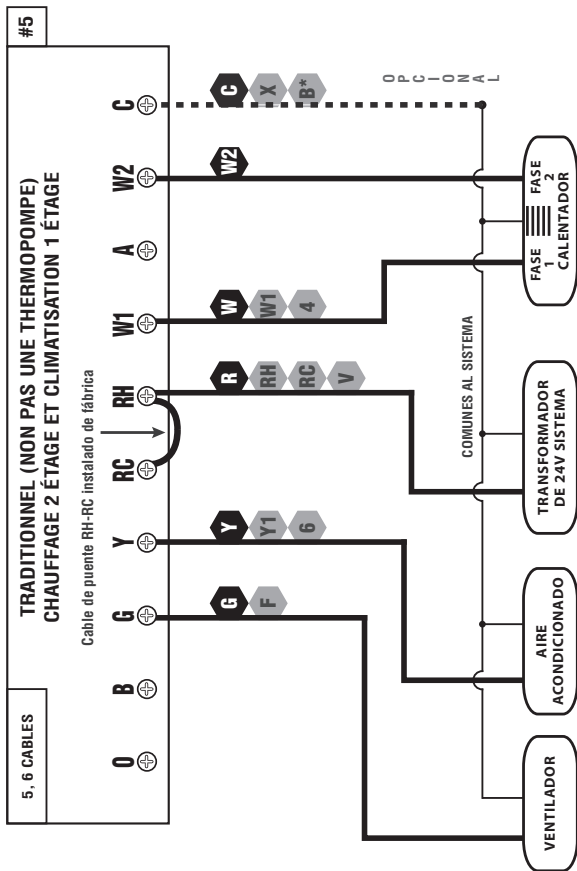 #5
5, 6 CABLES
TRADITIONNEL (NON PAS UNE THERMOPOMPE)
CHAUFFAGE 2 ÉTAGE ET CLIMATISATION 1 ÉTAGE
Cable de puente RH-RC instalado de fábrica
O B G Y RC RH W1 A W2 C
G Y R W W2 C
F Y1 RH W1 X
6 RC 4 B*
V
OPCIONAL
COMUNES AL SISTEMA
VENTILADOR
AIRE
ACONDICIONADO
TRANSFORMADOR
DE 24V SISTEMA
FASE FASE
1 2
CALENTADOR